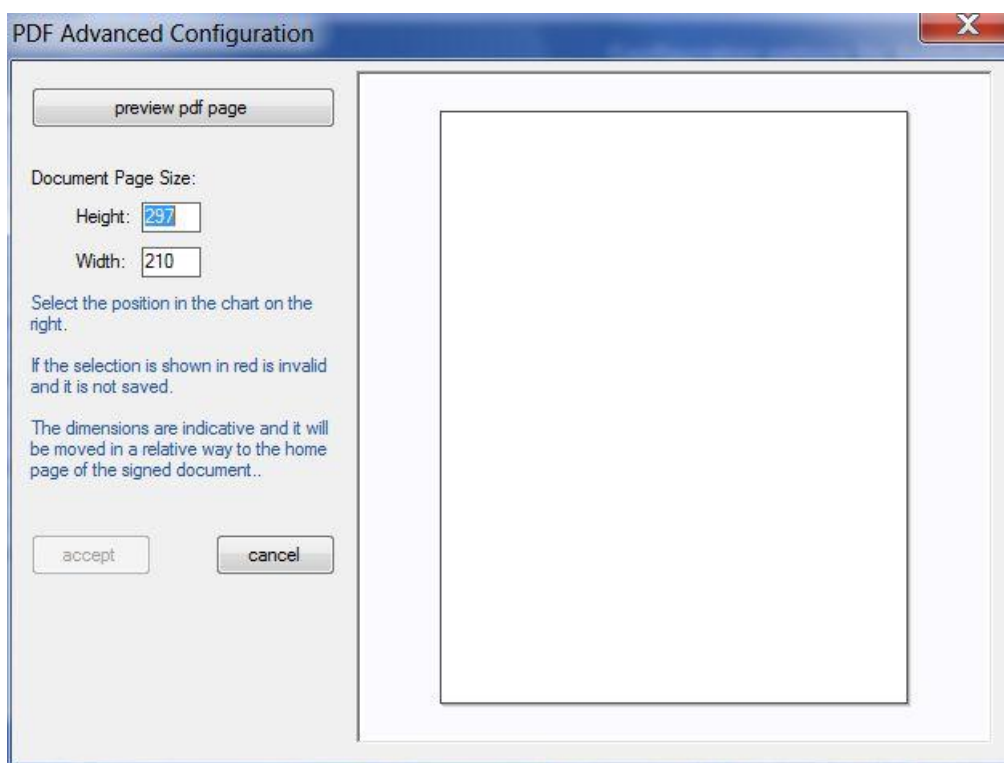 PDF Advanced Configuration
X
preview pdf page
Document Page Size:
Height: 297
Width: 210
Select the position in the chart on the
right.
If the selection is shown in red is invalid
and it is not saved.
The dimensions are indicative and it will
be moved in a relative way to the home
page of the signed document..
accept
cancel